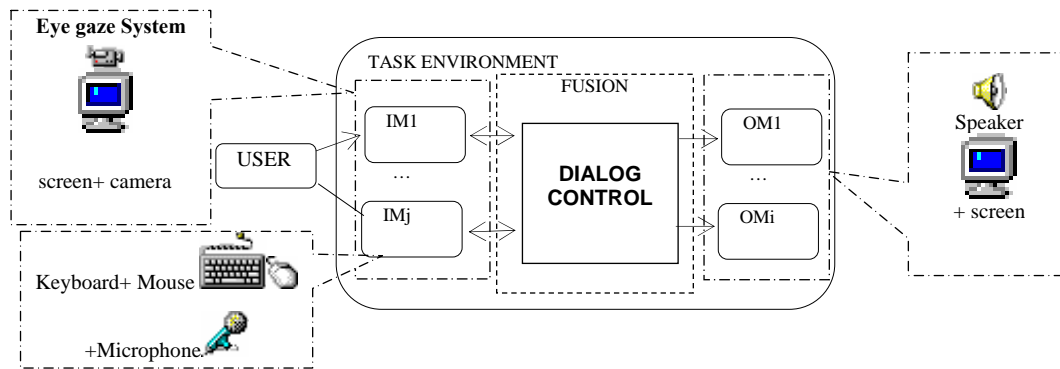 Eye gaze System
screen+ camera
TASK ENVIRONMENT
FUSION
USER
IM1
...
IMj
DIALOG
CONTROL
OM1
...
OMi
Keyboard+ Mouse
+Microphone.
Speaker
+ screen